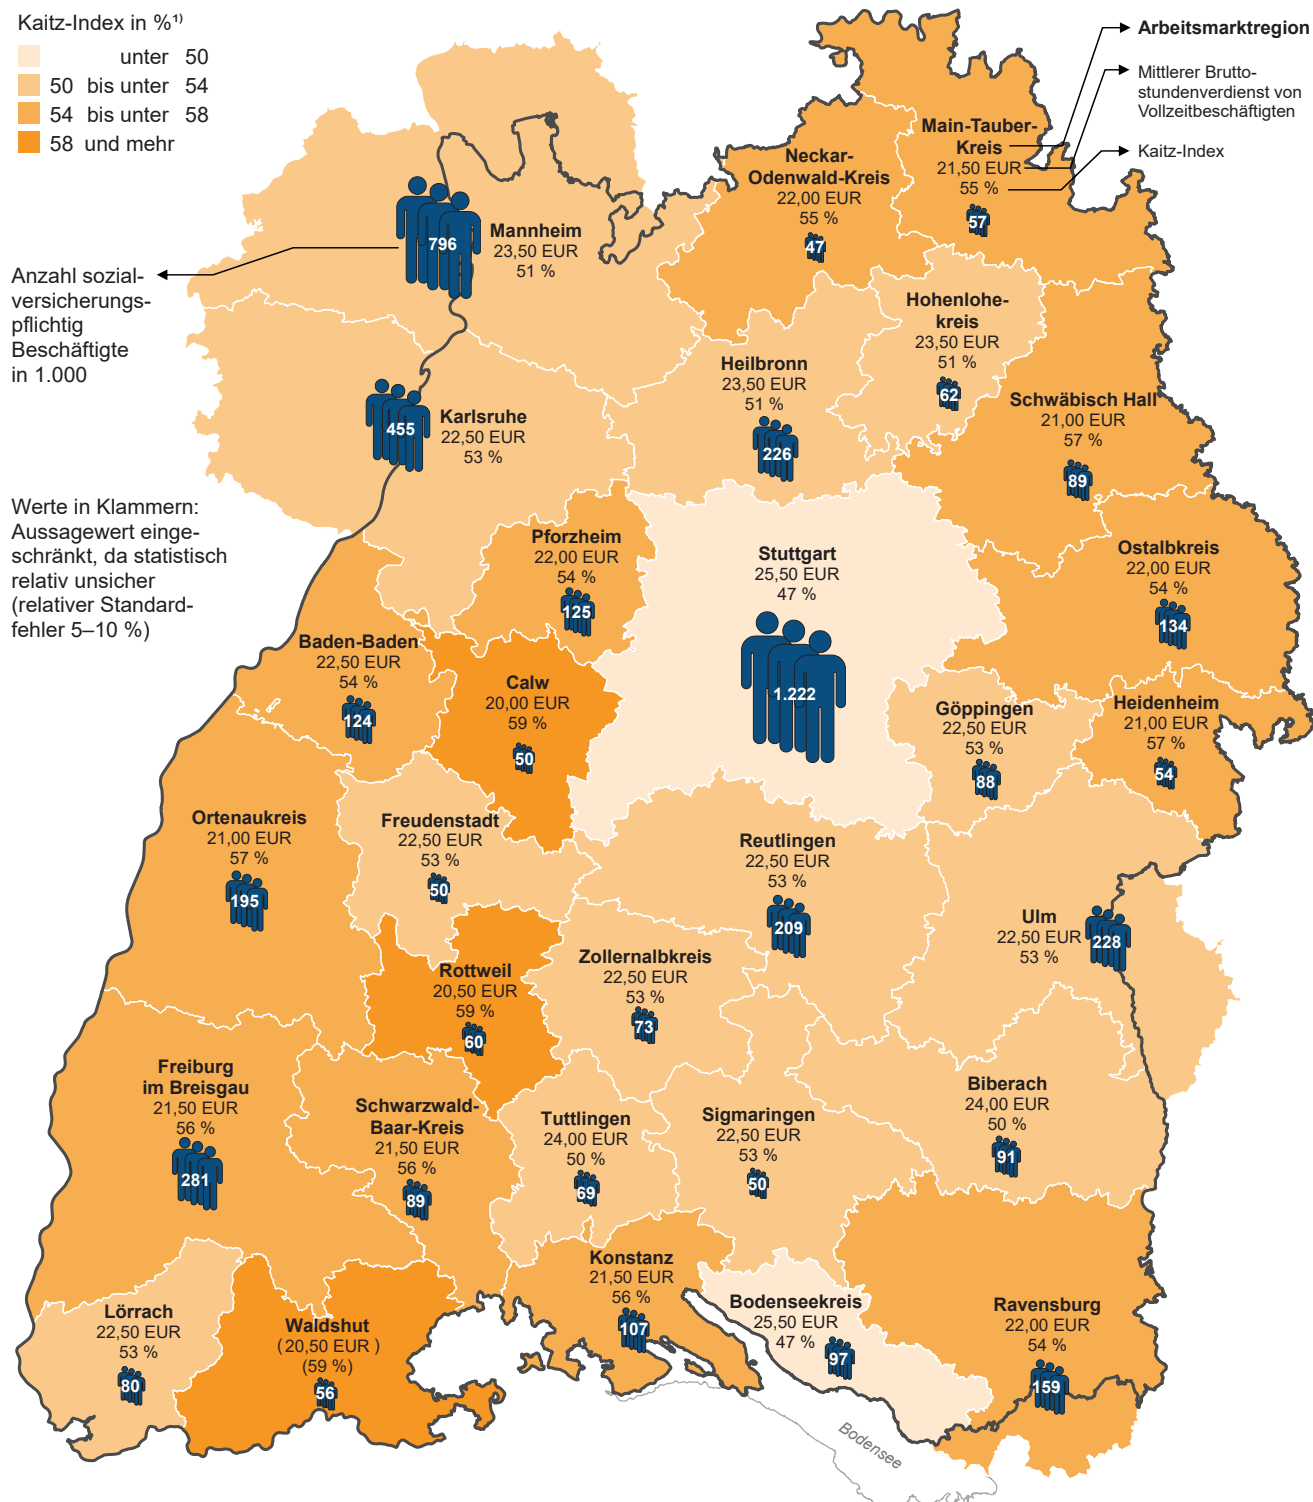 Kaitz-Index in %¹⁾
unter 50
50 bis unter 54
54 bis unter 58
58 und mehr
Arbeitsmarktregion
Mittlerer Brutto-
stundenverdienst von
Vollzeitbeschäftigten
Kaitz-Index
Main-Tauber-
Kreis
21,50 EUR
55 %
57
Neckar-
Odenwald-Kreis
22,00 EUR
55 %
47
Mannheim
23,50 EUR
51 %
796
Anzahl sozial-
versicherungs-
pflichtig
Beschäftigte
in 1.000
Hohenlohe-
kreis
23,50 EUR
51 %
62
Heilbronn
23,50 EUR
51 %
226
Schwäbisch Hall
21,00 EUR
57 %
89
Karlsruhe
22,50 EUR
53 %
455
Werte in Klammern:
Aussagewert einge-
schränkt, da statistisch
relativ unsicher
(relativer Standard-
fehler 5–10 %)
Pforzheim
22,00 EUR
54 %
125
Stuttgart
25,50 EUR
47 %
1.222
Ostalbkreis
22,00 EUR
54 %
134
Baden-Baden
22,50 EUR
54 %
124
Calw
20,00 EUR
59 %
50
Göppingen
22,50 EUR
53 %
88
Heidenheim
21,00 EUR
57 %
54
Ortenaukreis
21,00 EUR
57 %
195
Freudenstadt
22,50 EUR
53 %
50
Reutlingen
22,50 EUR
53 %
209
Ulm
22,50 EUR
53 %
228
Rottweil
20,50 EUR
59 %
60
Zollernalbkreis
22,50 EUR
53 %
73
Freiburg
im Breisgau
21,50 EUR
56 %
281
Schwarzwald-
Baar-Kreis
21,50 EUR
56 %
89
Tuttlingen
24,00 EUR
50 %
69
Sigmaringen
22,50 EUR
53 %
50
Biberach
24,00 EUR
50 %
91
Lörrach
22,50 EUR
53 %
80
Waldshut
(20,50 EUR )
(59 %)
56
Konstanz
21,50 EUR
56 %
107
Bodenseekreis
25,50 EUR
47 %
97
Ravensburg
22,00 EUR
54 %
159
Bodensee